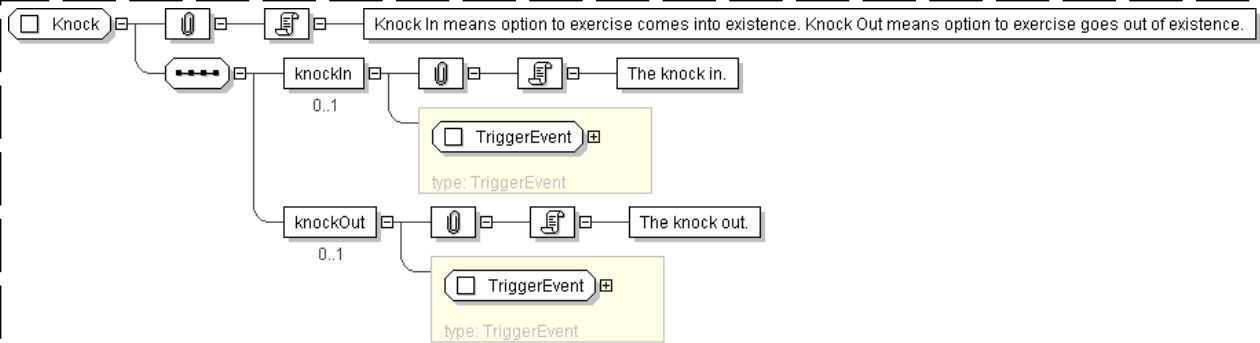 Knock
Knock In means option to exercise comes into existence. Knock Out means option to exercise goes out of existence.
knockIn
The knock in.
0..1
TriggerEvent
type: TriggerEvent
knockOut
The knock out.
0..1
TriggerEvent
type: TriggerEvent